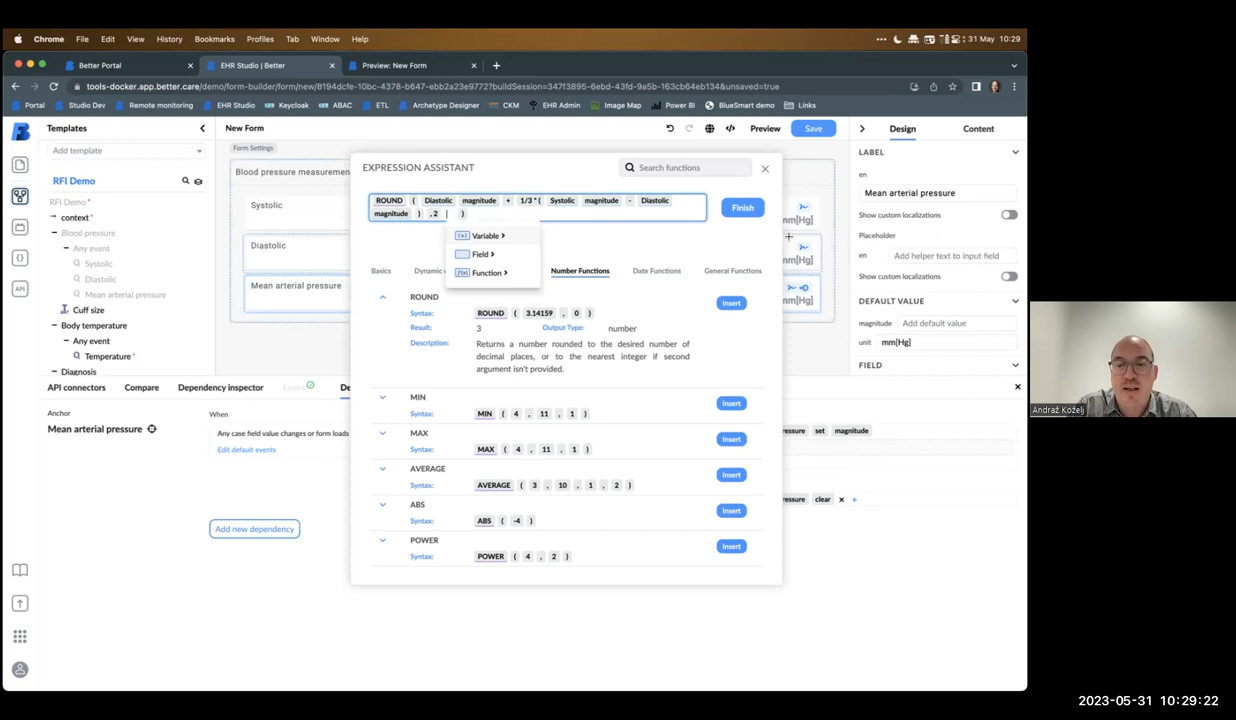 Chrome File Edit View History Bookmarks Profiles Tab Window Help
31 May 10:29
Better Portal
EHR Studio | Better
Preview: New Form
tools-docker.app.better.care/demo/form-builder/form/new/8194dcfe-10bc-4378-b647-ebb2a23e9772?buildSession=347f3895-6ebd-43fd-9a5b-163cb64eb134&unsaved=true
Portal Studio Dev Remote monitoring EHR Studio Keycloak ABAC ETL Archetype Designer CKM EHR Admin Image Map Power BI BlueSmart demo Links
Templates
New Form
Preview
Save
Design
Content
Add template
Form Settings
LABEL
RFI Demo
Blood pressure measuremen
en
Mean arterial pressure
RFI Demo*
context*
Blood pressure
Any event
Systolic
Diastolic
Mean arterial pressure
Cuff size
Body temperature
Any event
Temperature*
Diagnosis
Systolic
Diastolic
Mean arterial pressure
EXPRESSION ASSISTANT
Search functions
ROUND ( Diastolic magnitude + 1/3*( Systolic magnitude - Diastolic
magnitude ) ,2 )
Finish
Variable
Field
Function
Basics
Dynamic
Number Functions
Date Functions
General Functions
ROUND
Insert
Syntax: ROUND ( 3.14159 , 0 )
Result: 3 Output Type: number
Description: Returns a number rounded to the desired number of
decimal places, or to the nearest integer if second
argument isn't provided.
MIN
Insert
Syntax: MIN ( 4 , 11 , 1 )
MAX
Insert
Syntax: MAX ( 4 , 11 , 1 )
AVERAGE
Insert
Syntax: AVERAGE ( 3 , 10 , 1 , 2 )
ABS
Insert
Syntax: ABS ( -4 )
POWER
Insert
Syntax: POWER ( 4 , 2 )
mm[Hg]
mm[Hg]
mm[Hg]
Show custom localizations
Placeholder
en
Add helper text to input field
Show custom localizations
DEFAULT VALUE
magnitude
Add default value
unit
mm[Hg]
FIELD
API
API connectors
Compare
Dependency inspector
Errors
De
Anchor
When
Mean arterial pressure
Any case field value changes or form loads
Edit default events
Add new dependency
ressure set magnitude
ressure clear
Andraž Koželj
2023-05-31 10:29:22